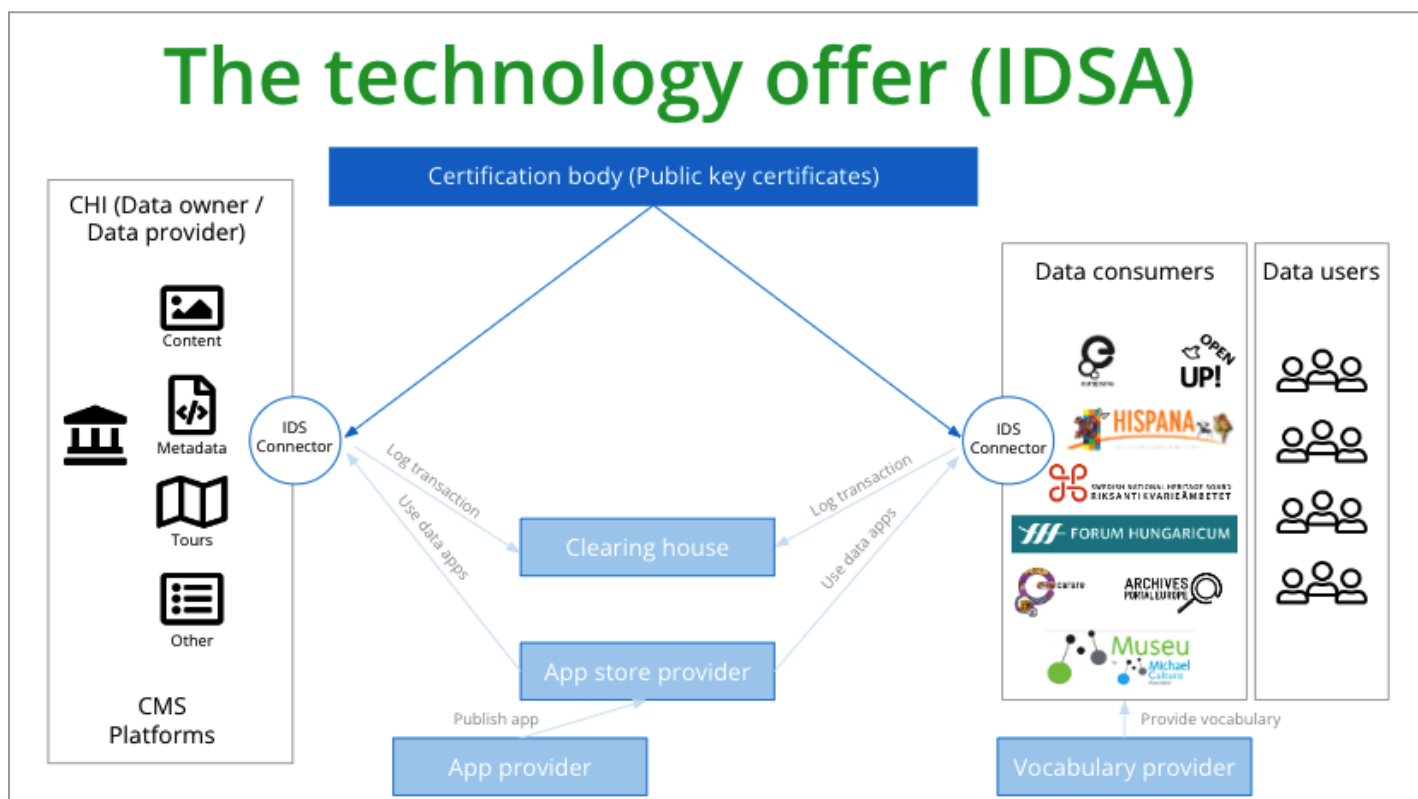 The technology offer (IDSA)
Certification body (Public key certificates)
CHI (Data owner /
Data provider)
Content
Metadata
Tours
Other
CMS
Platforms
IDS
Connector
Log transaction
Use data apps
Clearing house
App store provider
Publish app
App provider
Log transaction
Use data apps
IDS
Connector
Data consumers
europeana
OPEN
UP!
HISPANA
SWEDISH NATIONAL HERITAGE BOARD
RIKSANTIKVARIEÄMBETET
FORUM HUNGARICUM
carare
ARCHIVES
PORTAL EUROPE
Museu
Michael
Culture
Association
Provide vocabulary
Vocabulary provider
Data users